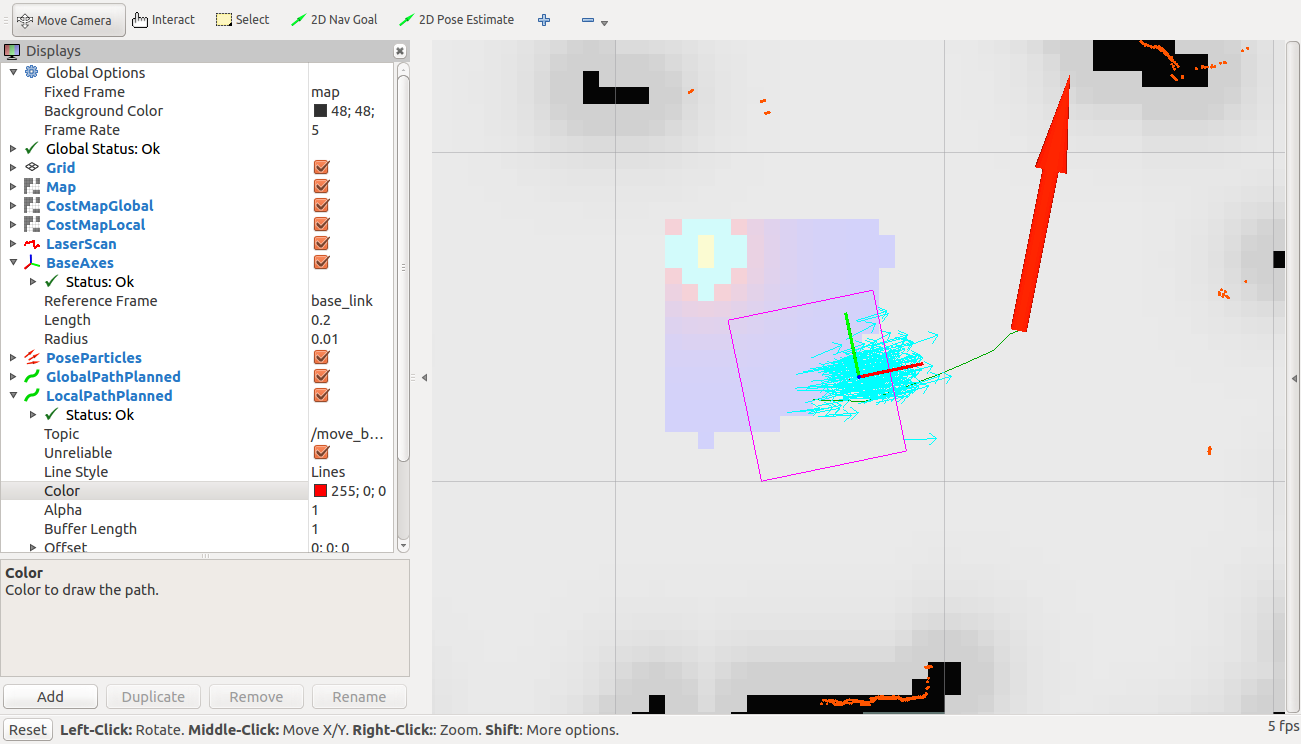 Move Camera Interact Select 2D Nav Goal 2D Pose Estimate
Displays
Global Options
Fixed Frame map
Background Color 48; 48;
Frame Rate 5
Global Status: Ok
Grid
Map
CostMapGlobal
CostMapLocal
LaserScan
BaseAxes
Status: Ok
Reference Frame base_link
Length 0.2
Radius 0.01
PoseParticles
GlobalPathPlanned
LocalPathPlanned
Status: Ok
Topic /move_b...
Unreliable
Line Style Lines
Color 255; 0; 0
Alpha 1
Buffer Length 1
Offset 0; 0; 0
Color
Color to draw the path.
Add Duplicate Remove Rename
Reset Left-Click: Rotate. Middle-Click: Move X/Y. Right-Click:: Zoom. Shift: More options. 5 fps